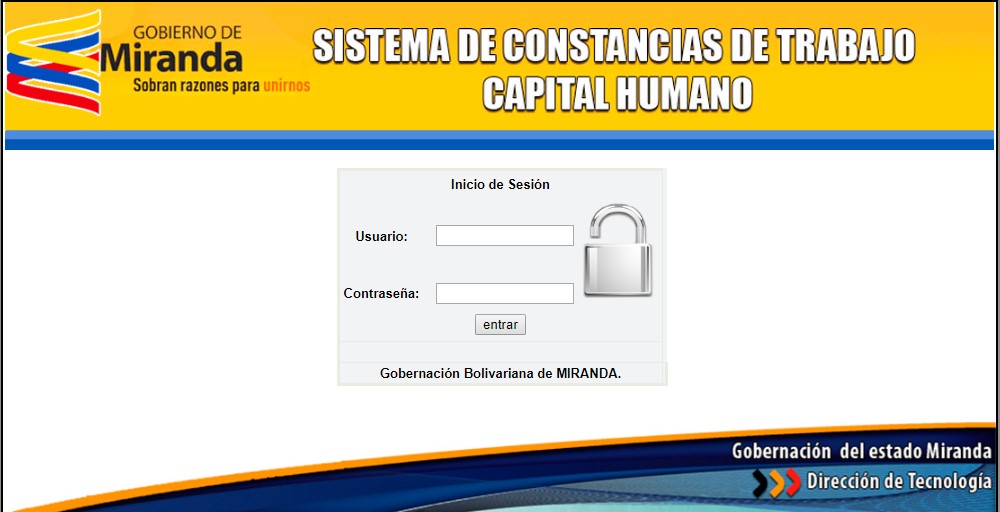 GOBIERNO DE
Miranda
Sobran razones para unirnos
SISTEMA DE CONSTANCIAS DE TRABAJO
CAPITAL HUMANO
Inicio de Sesión
Usuario:
Contraseña:
entrar
Gobernación Bolivariana de MIRANDA.
Gobernación del estado Miranda
Dirección de Tecnología